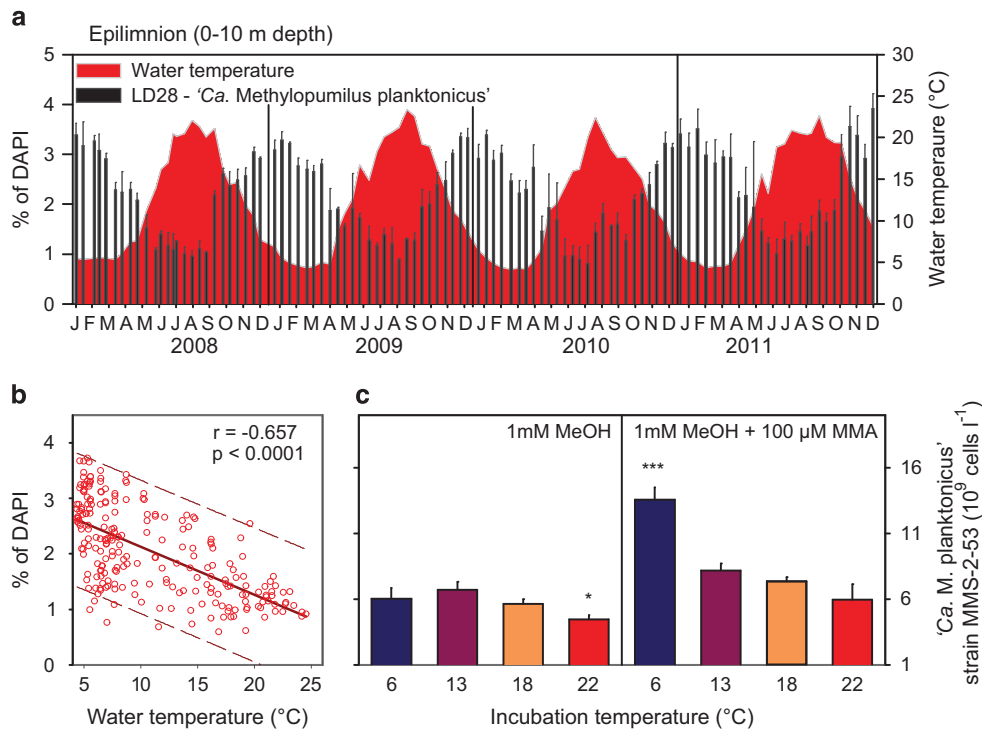 a
Epilimnion (0-10 m depth)
Water temperature
LD28 - ‘Ca. Methylopumilus planktonicus’
5
4
3
2
1
0
% of DAPI
30
25
20
15
10
5
0
Water temperaure (°C)
J F M A M J J A S O N D J F M A M J J A S O N D J F M A M J J A S O N D J F M A M J J A S O N D
2008 2009 2010 2011
b
r = -0.657
p < 0.0001
4
3
2
1
0
% of DAPI
5 10 15 20 25
Water temperature (°C)
c
1mM MeOH
1mM MeOH + 100 µM MMA
*
***
16
11
6
1
‘Ca. M. planktonicus’
strain MMS-2-53 (10⁹ cells l⁻¹)
6 13 18 22 6 13 18 22
Incubation temperature (°C)